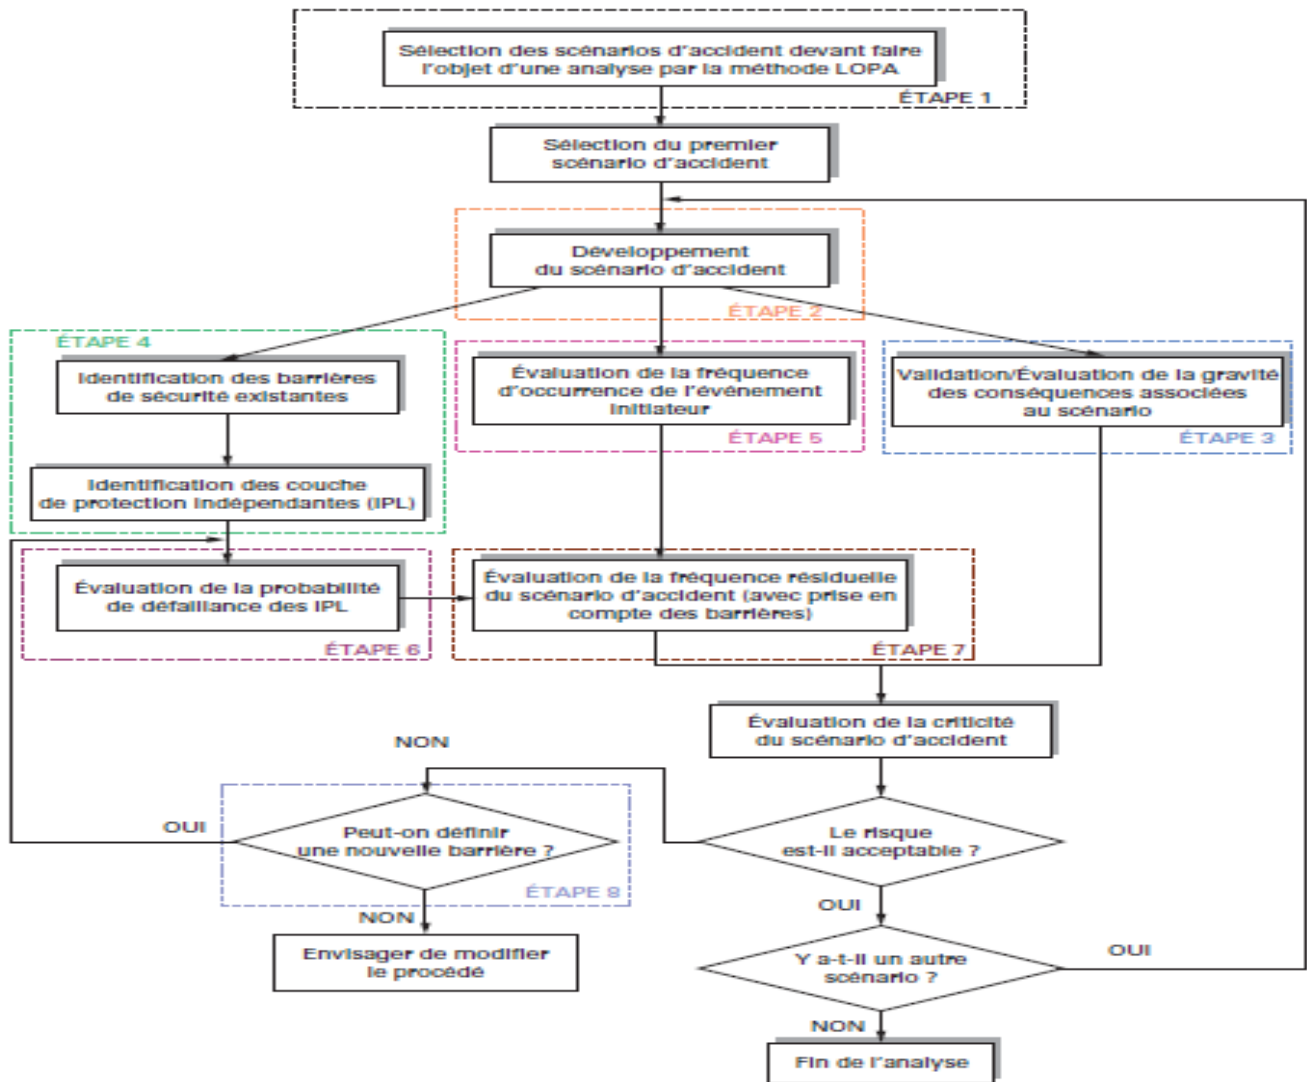 Sélection des scénarios d'accident devant faire
l'objet d'une analyse par la méthode LOPA
ÉTAPE 1
Sélection du premier
scénario d'accident
Développement
du scénario d'accident
ÉTAPE 2
ÉTAPE 4
Identification des barrières
de sécurité existantes
Identification des couche
de protection indépendantes (IPL)
Évaluation de la fréquence
d'occurrence de l'événement
initiateur
ÉTAPE 5
Validation/Évaluation de la gravité
des conséquences associées
au scénario
ÉTAPE 3
Évaluation de la probabilité
de défaillance des IPL
ÉTAPE 6
Évaluation de la fréquence résiduelle
du scénario d'accident (avec prise en
compte des barrières)
ÉTAPE 7
Évaluation de la criticité
du scénario d'accident
NON
OUI
Peut-on définir
une nouvelle barrière ?
ÉTAPE 8
Le risque
est-il acceptable ?
OUI
NON
Envisager de modifier
le procédé
Y a-t-il un autre
scénario ?
OUI
NON
Fin de l'analyse